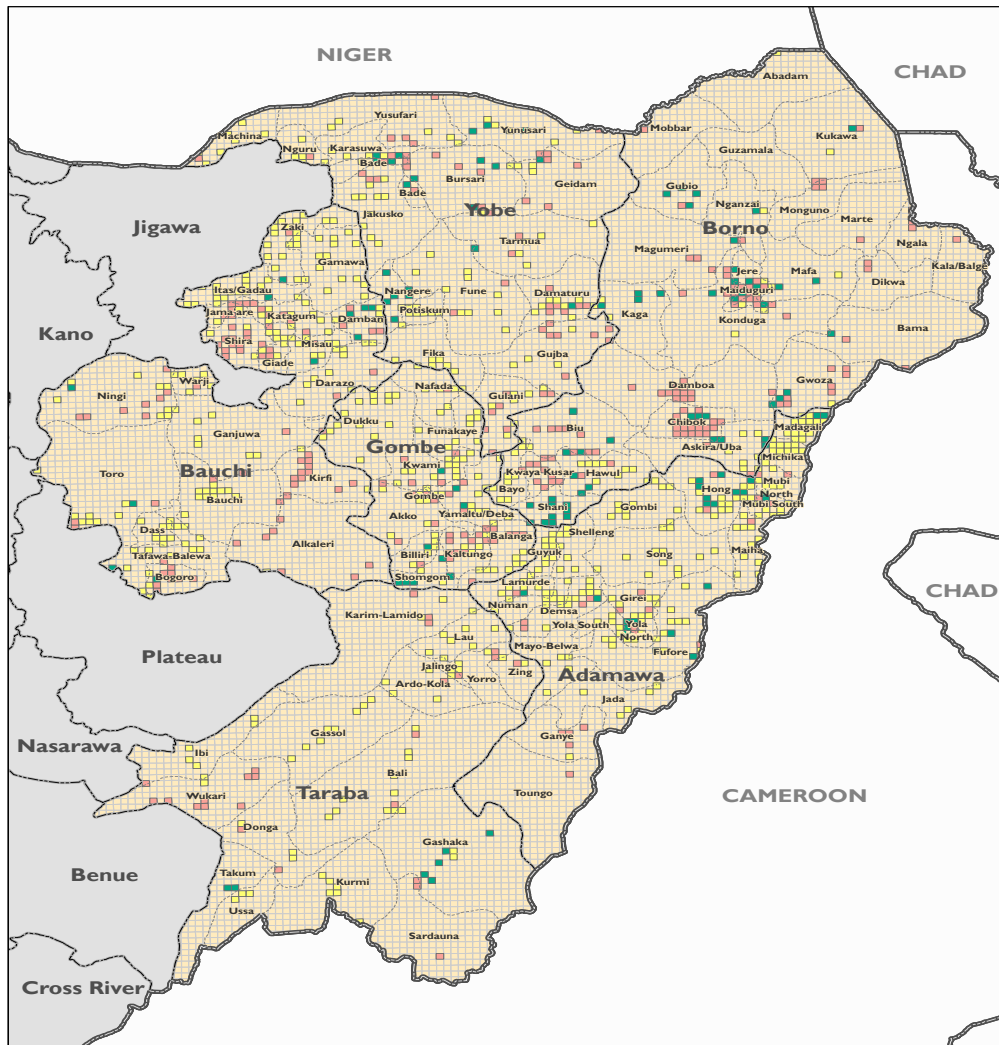 NIGER
CHAD
Abadam
Yusufari
Machina
Yunusari
Mobbar
Kukawa
Nguru
Karasuwa
Guzamala
Bade
Bursari
Geidam
Gubio
Bade
Nganzai
Jakusko
Yobe
Monguno
Marte
Jigawa
Zaki
Borno
Tarmua
Ngala
Gamawa
Magumeri
Kala/Balge
Jere
Mafa
Itas/Gadau
Nangere
Fune
Damaturu
Maiduguri
Dikwa
Jama'are
Katagum
Damban
Potiskum
Kaga
Konduga
Bama
Kano
Shira
Misau
Giade
Fika
Gujba
Warji
Darazo
Nafada
Damboa
Gwoza
Ningi
Gulani
Dukku
Chibok
Madagali
Ganjuwa
Gombe
Funakaye
Biu
Askira/Uba
Michika
Toro
Bauchi
Kwami
Kwaya Kusar
Hawul
Kirfi
Mubi
North
Bauchi
Gombe
Bayo
Hong
Mubi South
Akko
Yamaltu/Deba
Shani
Gombi
Dass
Balanga
Shelleng
Tafawa-Balewa
Alkaleri
Billiri
Kaltungo
Guyuk
Song
Maiha
Bogoro
Shomgom
Lamurde
CHAD
Karim-Lamido
Numan
Demsa
Girei
Lau
Yola South
Yola
North
Plateau
Mayo-Belwa
Jalingo
Zing
Fufore
Ardo-Kola
Yorro
Adamawa
Jada
Nasarawa
Ibi
Gassol
Ganye
Bali
Wukari
Taraba
Toungo
CAMEROON
Donga
Gashaka
Benue
Takum
Kurmi
Ussa
Sardauna
Cross River